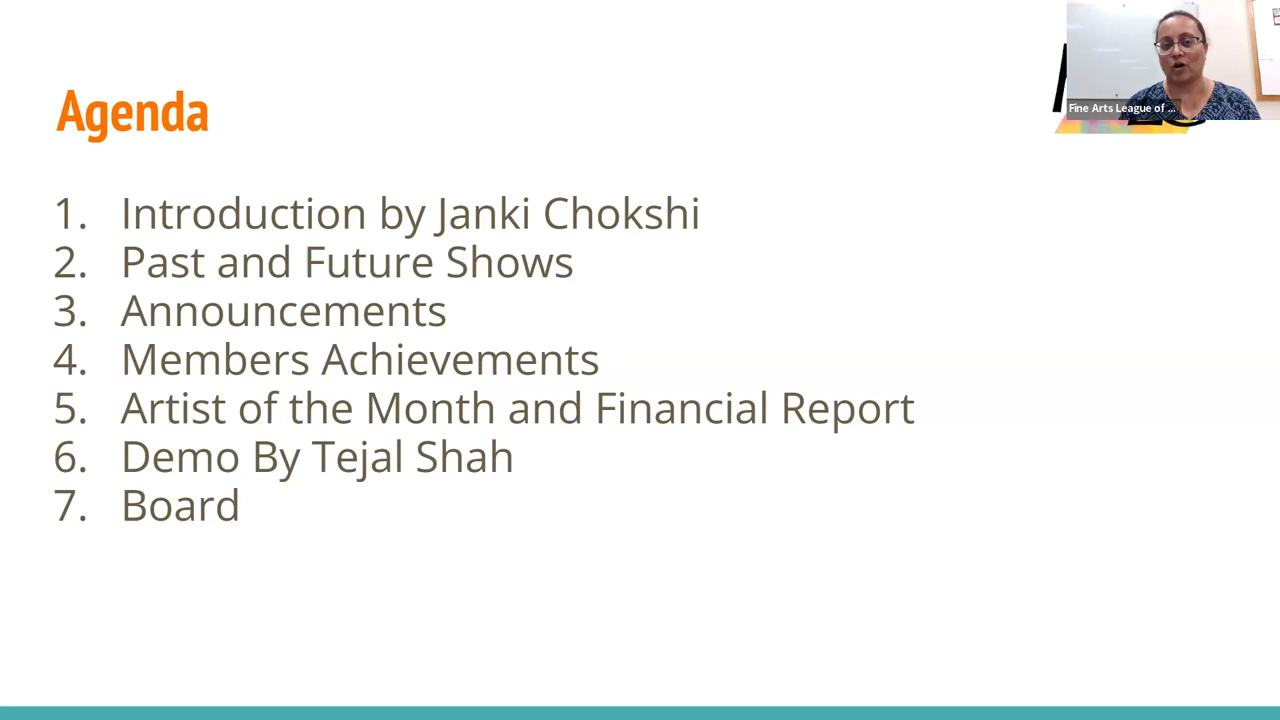 Fine Arts League of ...
Agenda
1. Introduction by Janki Chokshi
2. Past and Future Shows
3. Announcements
4. Members Achievements
5. Artist of the Month and Financial Report
6. Demo By Tejal Shah
7. Board